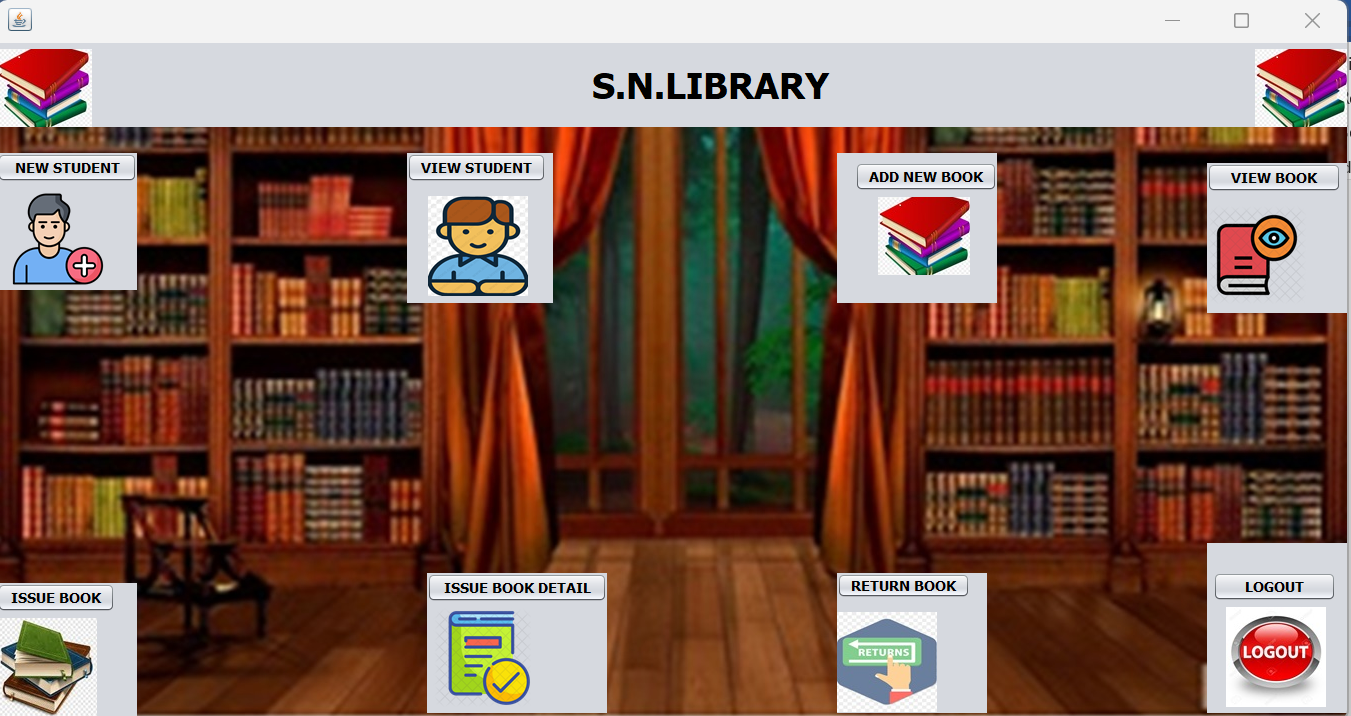 S.N.LIBRARY
NEW STUDENT
VIEW STUDENT
ADD NEW BOOK
VIEW BOOK
ISSUE BOOK
ISSUE BOOK DETAIL
RETURN BOOK
RETURNS
LOGOUT
LOGOUT